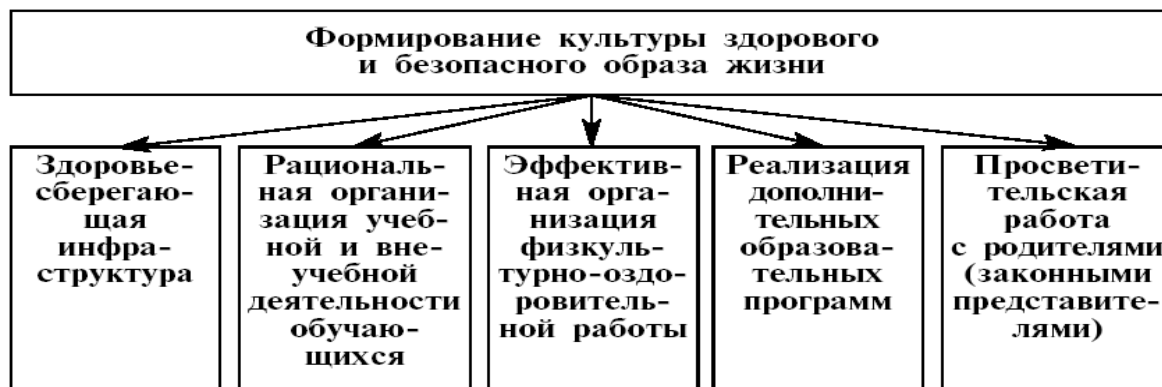 Формирование культуры здорового
и безопасного образа жизни
Здоровье-
сберегаю-
щая
инфра-
структура
Рациональ-
ная органи-
зация учеб-
ной и вне-
учебной
деятельности
обучаю-
щихся
Эффектив-
ная орга-
низация
физкуль-
турно-оздо-
ровитель-
ной работы
Реализация
дополни-
тельных
образова-
тельных
программ
Просвети-
тельская
работа
с родителями
(законными
представите-
лями)